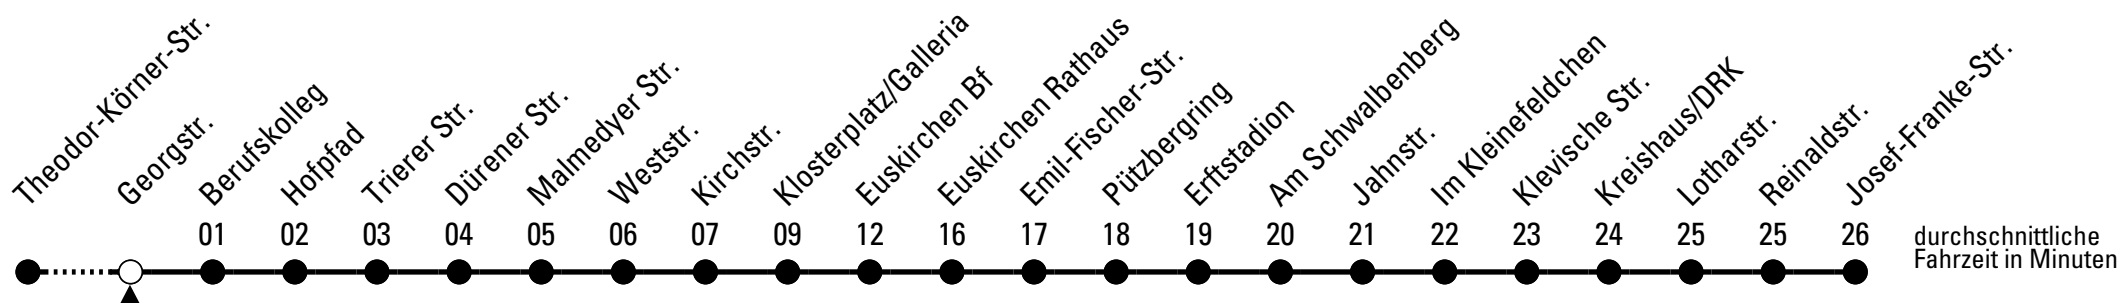 Theodor-Körner-Str.
Georgstr.
Berufskolleg
Hofpfad
Trierer Str.
Dürener Str.
Malmedyer Str.
Weststr.
Kirchstr.
Klosterplatz/Galleria
Euskirchen Bf
Euskirchen Rathaus
Emil-Fischer-Str.
Pützbergring
Erftstadion
Am Schwalbenberg
Jahnstr.
Im Kleinefeldchen
Klevische Str.
Kreishaus/DRK
Lotharstr.
Reinaldstr.
Josef-Franke-Str.
01 02 03 04 05 06 07 09 12 16 17 18 19 20 21 22 23 24 25 25 26
durchschnittliche
Fahrzeit in Minuten